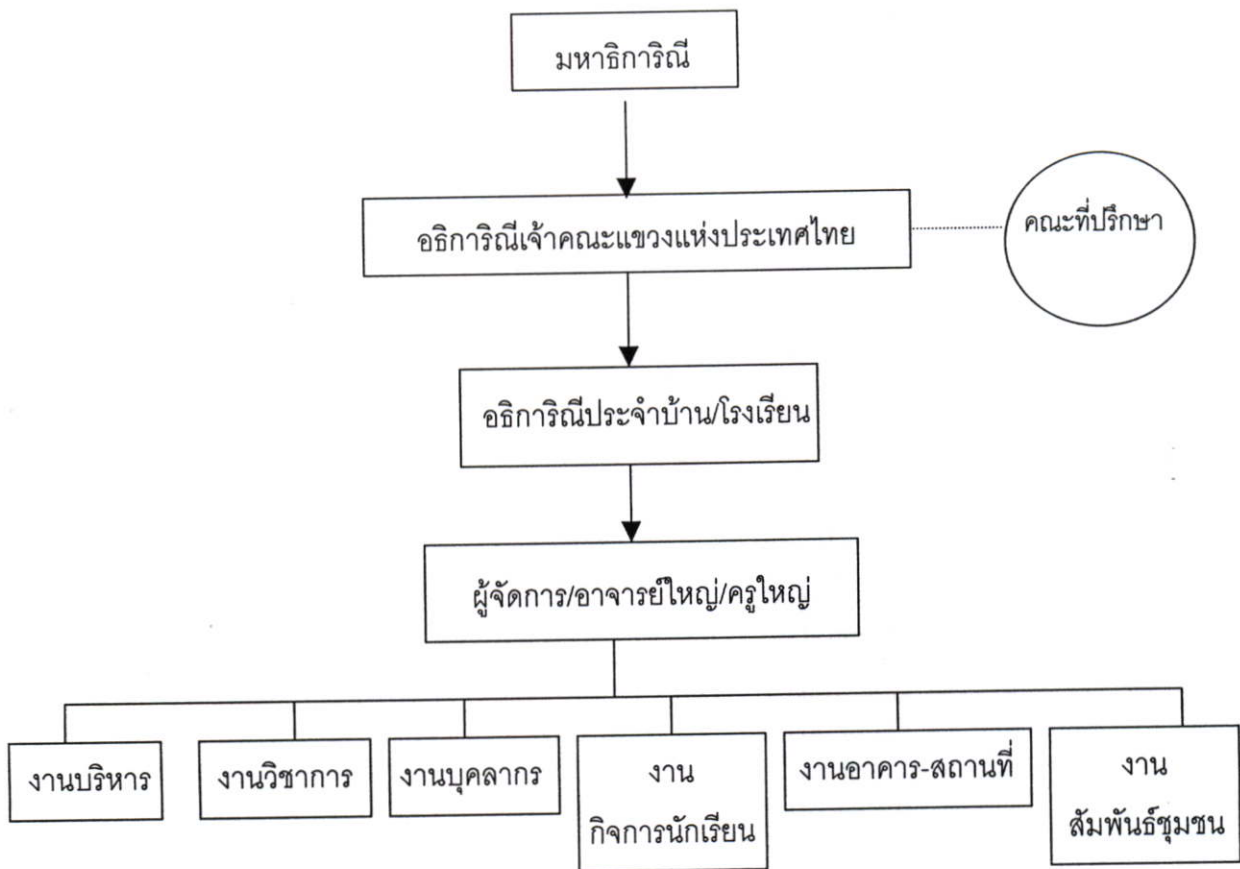 มหาธิการิณี
อธิการิณีเจ้าคณะแขวงแห่งประเทศไทย
คณะที่ปรึกษา
อธิการิณีประจำบ้าน/โรงเรียน
ผู้จัดการ/อาจารย์ใหญ่/ครูใหญ่
งานบริหาร
งานวิชาการ
งานบุคลากร
งาน
กิจการนักเรียน
งานอาคาร-สถานที่
งาน
สัมพันธ์ชุมชน